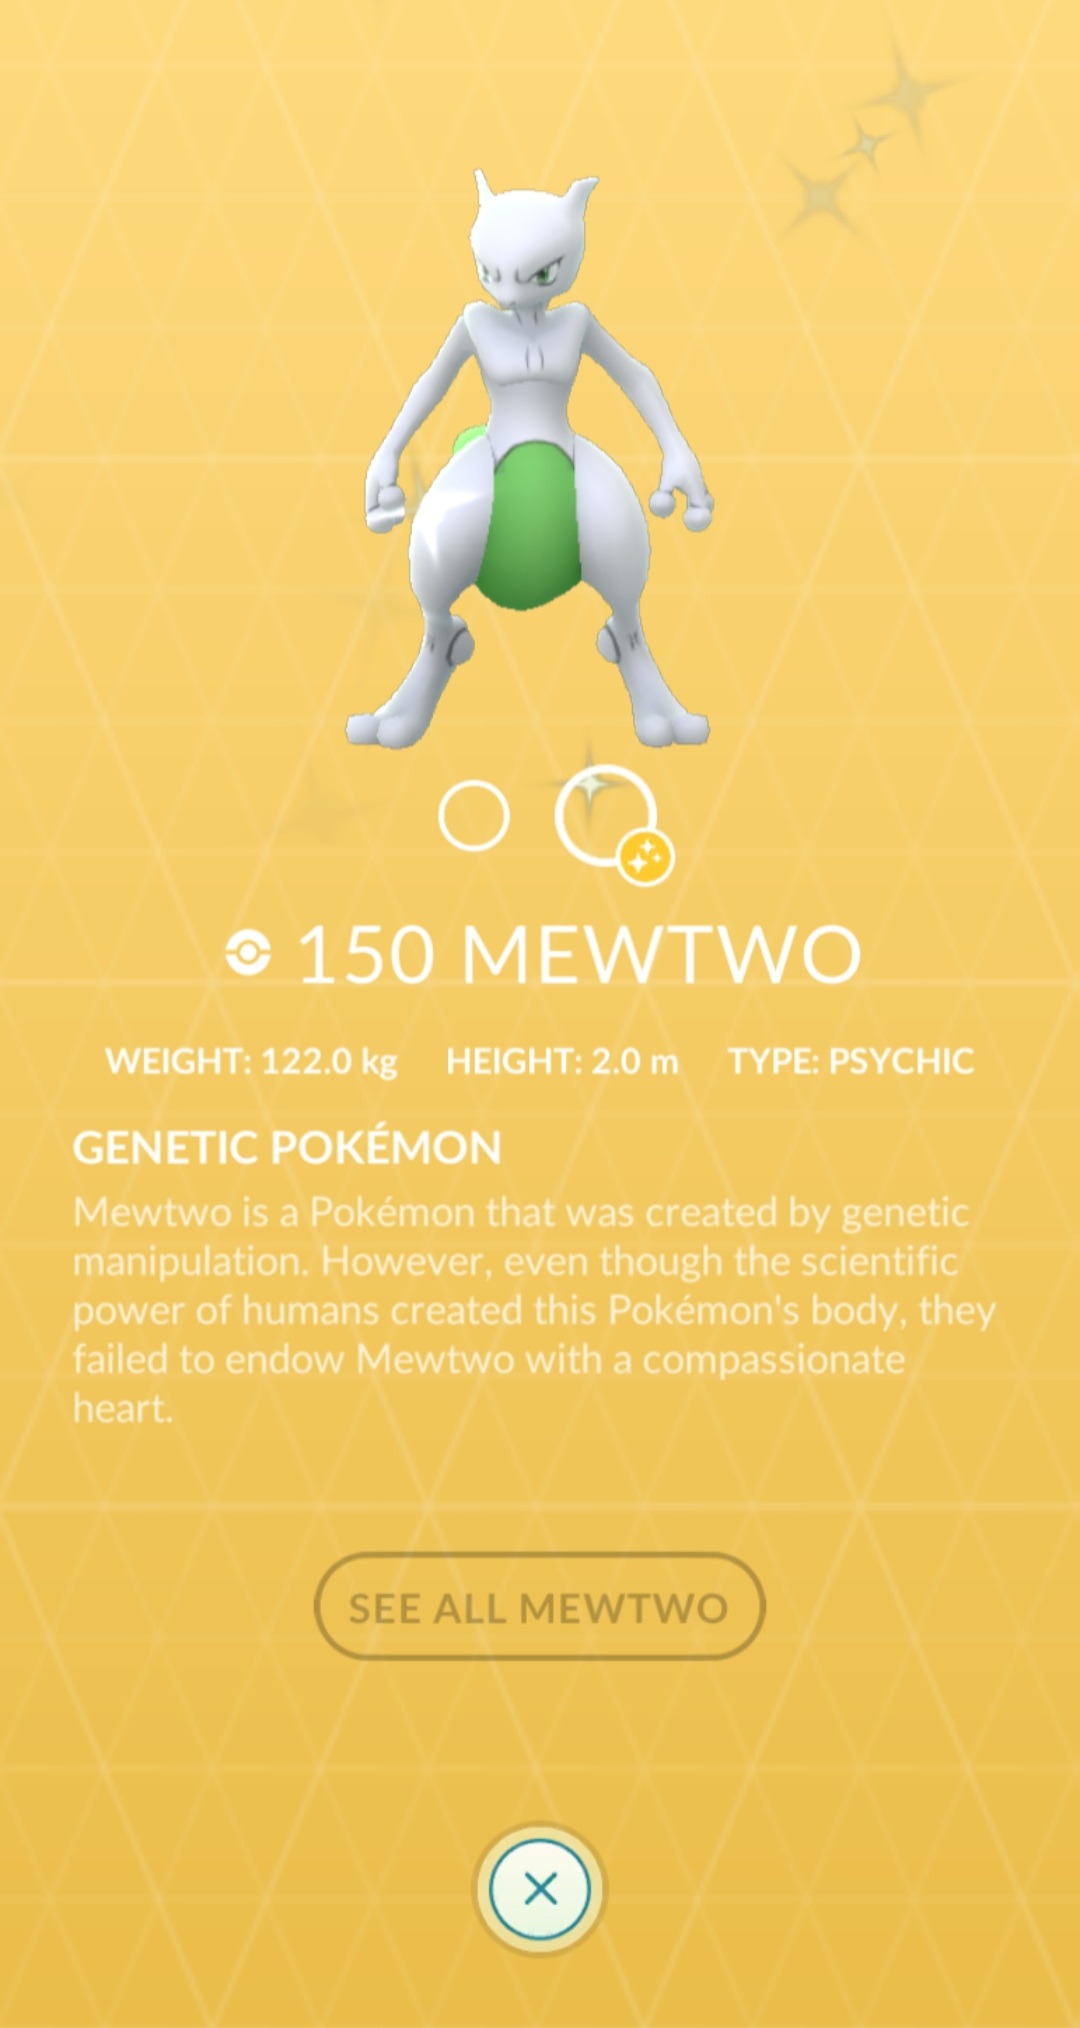 150 MEWTWO
WEIGHT: 122.0 kg HEIGHT: 2.0 m TYPE: PSYCHIC
GENETIC POKÉMON
Mewtwo is a Pokémon that was created by genetic
manipulation. However, even though the scientific
power of humans created this Pokémon's body, they
failed to endow Mewtwo with a compassionate
heart.
SEE ALL MEWTWO